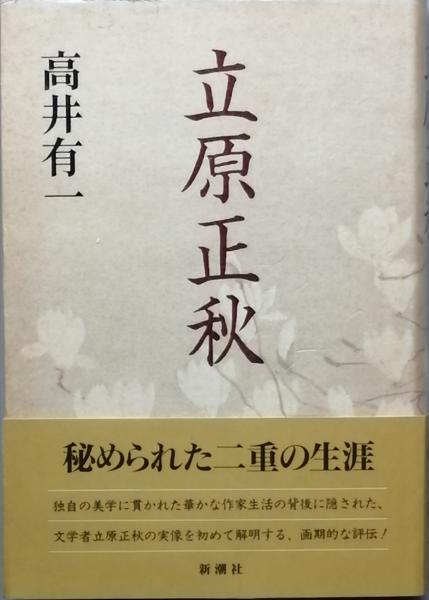 立原正秋
高井有一
秘められた二重の生涯
独自の美学に貫かれた華かな作家生活の背後に隠された、
文学者立原正秋の実像を初めて解明する、画期的な評伝!
新潮社